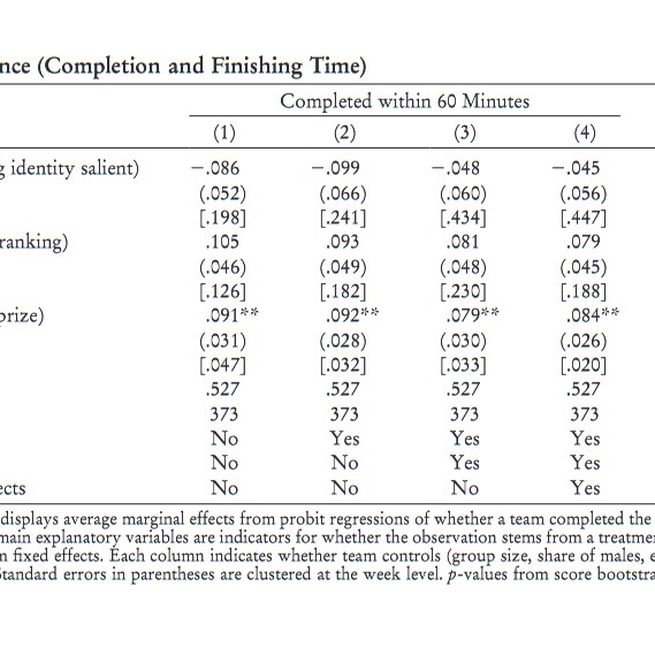 nce (Completion and Finishing Time)
Completed within 60 Minutes
(1) (2) (3) (4)
g identity salient) −.086 −.099 −.048 −.045
(.052) (.066) (.060) (.056)
[.198] [.241] [.434] [.447]
ranking) .105 .093 .081 .079
(.046) (.049) (.048) (.045)
[.126] [.182] [.230] [.188]
prize) .091** .092** .079** .084**
(.031) (.028) (.030) (.026)
[.047] [.032] [.033] [.020]
.527 .527 .527 .527
373 373 373 373
No Yes Yes Yes
No No Yes Yes
ects No No No Yes
displays average marginal effects from probit regressions of whether a team completed the
main explanatory variables are indicators for whether the observation stems from a treatme
n fixed effects. Each column indicates whether team controls (group size, share of males, e
Standard errors in parentheses are clustered at the week level. p-values from score bootstra